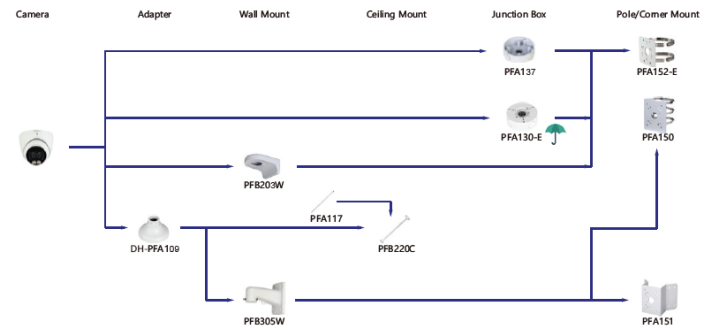 Camera
Adapter
Wall Mount
Ceiling Mount
Junction Box
Pole/Corner Mount
PFA137
PFA152-E
PFA130-E
PFA150
PFB203W
PFA117
DH-PFA109
PFB220C
PFB305W
PFA151